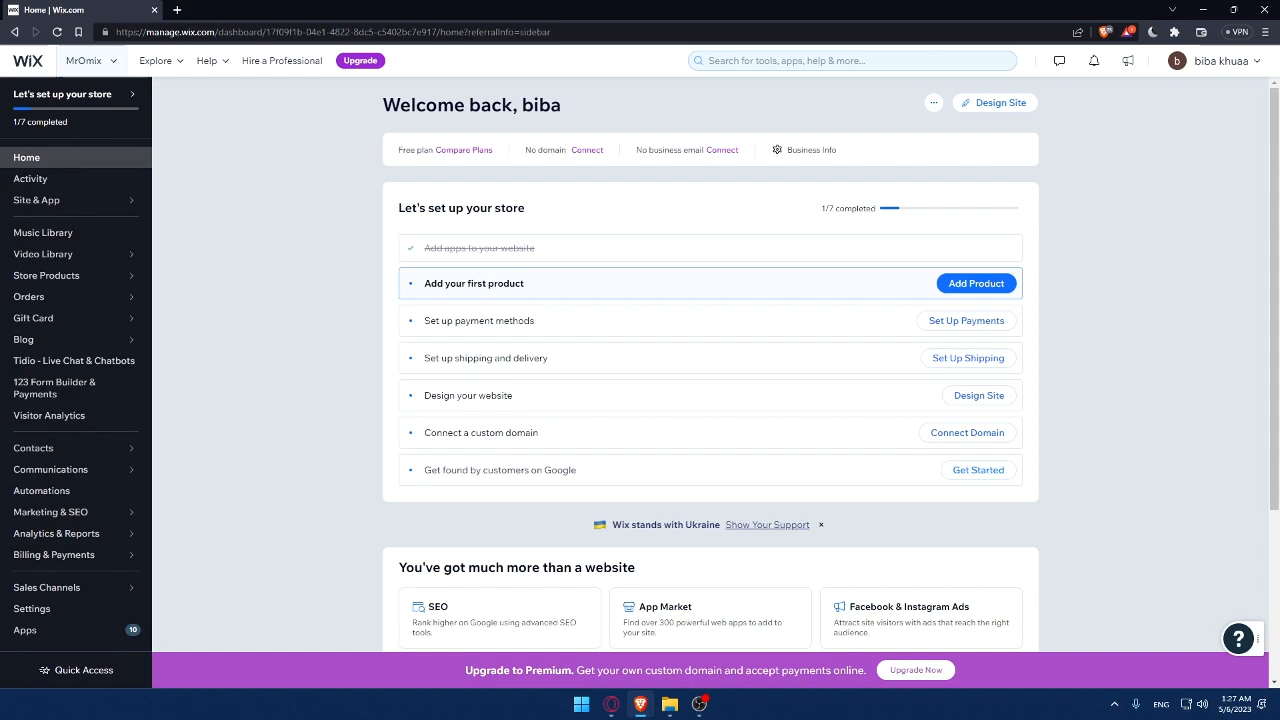 WiX Home | Wix.com
https://manage.wix.com/dashboard/17f09f1b-04e1-4822-8dc5-c5402bc7e917/home?referralInfo=sidebar
VPN
WiX MrOmix Explore Help Hire a Professional Upgrade Search for tools, apps, help & more... b biba khuaa
Let's set up your store
1/7 completed
Home
Activity
Site & App
Music Library
Video Library
Store Products
Orders
Gift Card
Blog
Tidio - Live Chat & Chatbots
123 Form Builder &
Payments
Visitor Analytics
Contacts
Communications
Automations
Marketing & SEO
Analytics & Reports
Billing & Payments
Sales Channels
Settings
Apps 10
Quick Access
Welcome back, biba
Design Site
Free plan Compare Plans No domain Connect No business email Connect Business Info
Let's set up your store 1/7 completed
Add apps to your website
Add your first product Add Product
Set up payment methods Set Up Payments
Set up shipping and delivery Set Up Shipping
Design your website Design Site
Connect a custom domain Connect Domain
Get found by customers on Google Get Started
Wix stands with Ukraine Show Your Support
You've got much more than a website
SEO
Rank higher on Google using advanced SEO
tools.
App Market
Find over 300 powerful web apps to add to
your site.
Facebook & Instagram Ads
Attract site visitors with ads that reach the right
audience.
?
Upgrade to Premium. Get your own custom domain and accept payments online. Upgrade Now
ENG
1:27 AM
5/6/2023